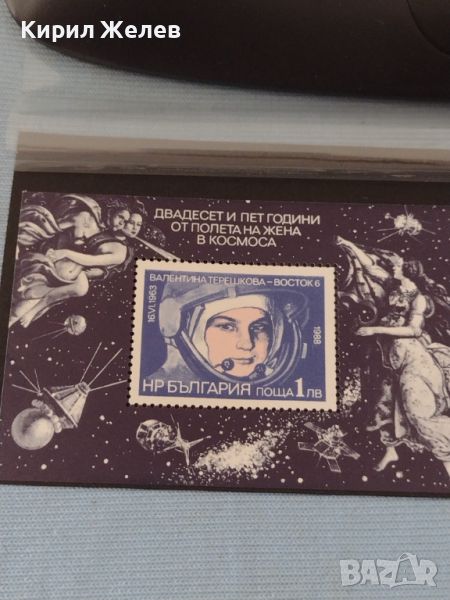 Кирил Желев
ДВАДЕСЕТ И ПЕТ ГОДИНИ
ОТ ПОЛЕТА НА ЖЕНА
В КОСМОСА
ВАЛЕНТИНА ТЕРЕШКОВА – ВОСТОК 6
16.VI.1963
1988
НР БЪЛГАРИЯ ПОЩА 1 ЛВ
BAZAR